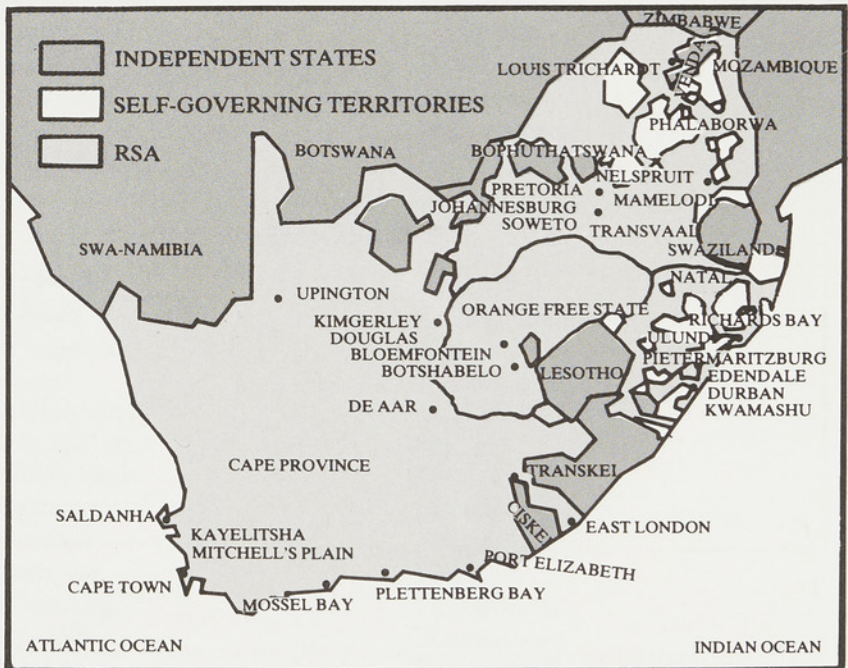 ZIMBABWE
INDEPENDENT STATES
LOUIS TRICHARDT
VENDA
MOZAMBIQUE
SELF-GOVERNING TERRITORIES
PHALABORWA
RSA
BOTSWANA
BOPHUTHATSWANA
NELSPRUIT
PRETORIA
MAMELODI
JOHANNESBURG
SOWETO
TRANSVAAL
SWA-NAMIBIA
SWAZILAND
NATAL
UPINGTON
ORANGE FREE STATE
RICHARDS BAY
KIMGERLEY
DOUGLAS
ULUNDI
BLOEMFONTEIN
PIETERMARITZBURG
BOTSHABELO
LESOTHO
EDENDALE
DURBAN
KWAMASHU
DE AAR
CAPE PROVINCE
TRANSKEI
SALDANHA
CISKEI
EAST LONDON
KAYELITSHA
MITCHELL'S PLAIN
PORT ELIZABETH
CAPE TOWN
PLETTENBERG BAY
MOSSEL BAY
ATLANTIC OCEAN
INDIAN OCEAN